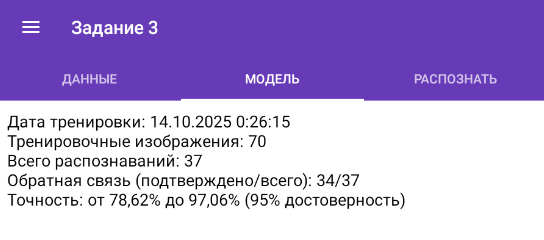 Задание 3
ДАННЫЕ МОДЕЛЬ РАСПОЗНАТЬ
Дата тренировки: 14.10.2025 0:26:15
Тренировочные изображения: 70
Всего распознаваний: 37
Обратная связь (подтверждено/всего): 34/37
Точность: от 78,62% до 97,06% (95% достоверность)